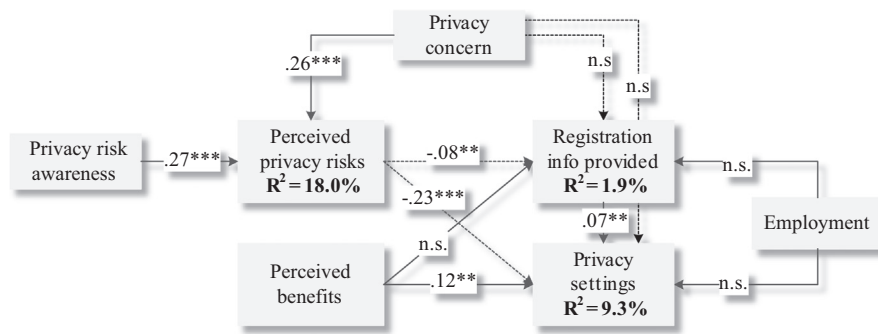 Privacy
concern
.26***
n.s
n.s
Privacy risk
awareness
.27***
Perceived
privacy risks
R² = 18.0%
-.08**
-.23***
Registration
info provided
R² = 1.9%
n.s.
Employment
.07**
n.s.
Perceived
benefits
.12**
Privacy
settings
R² = 9.3%
n.s.